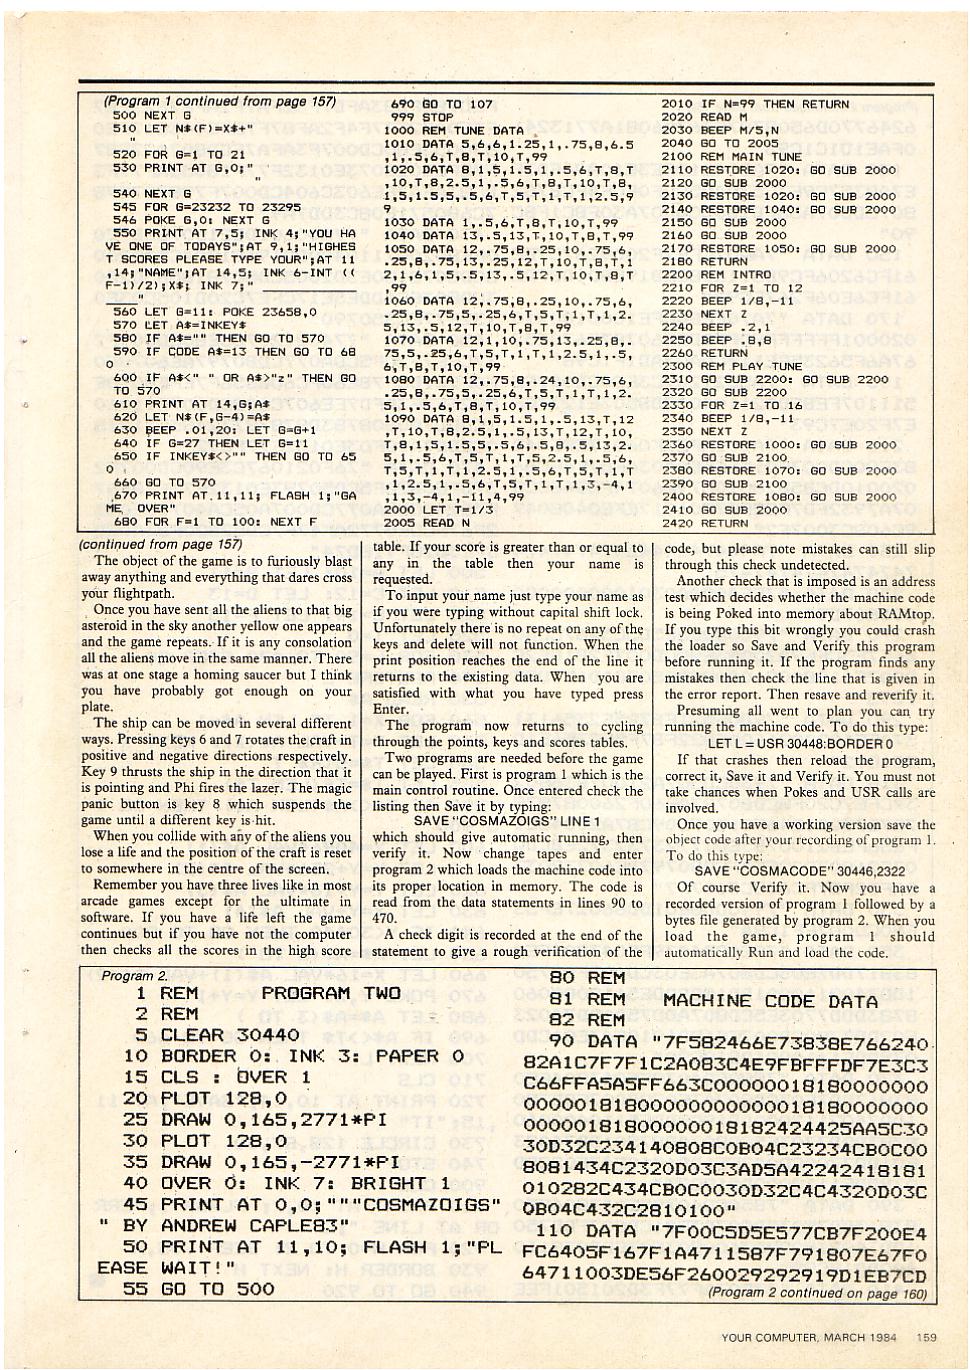 (Program 1 continued from page 157)
500 NEXT G
510 LET N$(F)=X$+"
"
520 FOR G=1 TO 21
530 PRINT AT G,0;"
"
540 NEXT G
545 FOR G=23232 TO 23295
546 POKE G,0: NEXT G
550 PRINT AT 7,5; INK 4;"YOU HA
VE ONE OF TODAYS";AT 9,1;"HIGHES
T SCORES PLEASE TYPE YOUR";AT 11
,14;"NAME";AT 14,5; INK 6-INT ((
F-1)/2);X$; INK 7;"
560 LET G=11: POKE 23658,0
570 LET A$=INKEY$
580 IF A$="" THEN GO TO 570
590 IF CODE A$=13 THEN GO TO 68
0
600 IF A$<" " OR A$>"z" THEN GO
TO 570
610 PRINT AT 14,G;A$
620 LET N$(F,G-4)=A$
630 BEEP .01,20: LET G=G+1
640 IF G=27 THEN LET G=11
650 IF INKEY$<>"" THEN GO TO 65
0
660 GO TO 570
670 PRINT AT 11,11; FLASH 1;"GA
ME OVER"
680 FOR F=1 TO 100: NEXT F
690 GO TO 107
999 STOP
1000 REM TUNE DATA
1010 DATA 5,6,6,1.25,1,.75,8,6.5
,1,.5,6,T,8,T,10,T,99
1020 DATA 8,1,5,1.5,1,.5,6,T,8,T
,10,T,8,2.5,1,.5,6,T,8,T,10,T,8,
1,5,1.5,5,.5,6,T,5,T,1,T,1,2.5,9
9
1030 DATA 1,.5,6,T,8,T,10,T,99
1040 DATA 13,.5,13,T,10,T,8,T,99
1050 DATA 12,.75,8,.25,10,.75,6,
.25,8,.75,13,.25,12,T,10,T,8,T,1
2,1,6,1,5,.5,13,.5,12,T,10,T,8,T
,99
1060 DATA 12,.75,8,.25,10,.75,6,
.25,8,.75,5,.25,6,T,5,T,1,T,1,2.
5,13,.5,12,T,10,T,8,T,99
1070 DATA 12,1,10,.75,13,.25,8,.
75,5,.25,6,T,5,T,1,T,1,2.5,1,.5,
6,T,8,T,10,T,99
1080 DATA 12,.75,8,.24,10,.75,6,
.25,8,.75,5,.25,6,T,5,T,1,T,1,2.
5,1,.5,6,T,8,T,10,T,99
1090 DATA 8,1,5,1.5,1,.5,13,T,12
,T,10,T,8,2.5,1,.5,13,T,12,T,10,
T,8,1,5,1.5,5,.5,6,.5,8,.5,13,2.
5,1,.5,6,T,5,T,1,T,5,2.5,1,.5,6,
T,5,T,1,T,1,2.5,1,.5,6,T,5,T,1,T
,1,2.5,1,.5,6,T,5,T,1,T,1,3,-4,1
,1,3,-4,1,-11,4,99
2000 LET T=1/3
2005 READ N
2010 IF N=99 THEN RETURN
2020 READ M
2030 BEEP M/5,N
2040 GO TO 2005
2100 REM MAIN TUNE
2110 RESTORE 1020: GO SUB 2000
2120 GO SUB 2000
2130 RESTORE 1020: GO SUB 2000
2140 RESTORE 1040: GO SUB 2000
2150 GO SUB 2000
2160 GO SUB 2000
2170 RESTORE 1050: GO SUB 2000
2180 RETURN
2200 REM INTRO
2210 FOR Z=1 TO 12
2220 BEEP 1/8,-11
2230 NEXT Z
2240 BEEP .2,1
2250 BEEP .8,8
2260 RETURN
2300 REM PLAY TUNE
2310 GO SUB 2200: GO SUB 2200
2320 GO SUB 2200
2330 FOR Z=1 TO 16
2340 BEEP 1/8,-11
2350 NEXT Z
2360 RESTORE 1000: GO SUB 2000
2370 GO SUB 2100
2380 RESTORE 1070: GO SUB 2000
2390 GO SUB 2100
2400 RESTORE 1080: GO SUB 2000
2410 GO SUB 2000
2420 RETURN
(continued from page 157)
The object of the game is to furiously blast
away anything and everything that dares cross
your flightpath.
Once you have sent all the aliens to that big
asteroid in the sky another yellow one appears
and the game repeats. If it is any consolation
all the aliens move in the same manner. There
was at one stage a homing saucer but I think
you have probably got enough on your
plate.
The ship can be moved in several different
ways. Pressing keys 6 and 7 rotates the craft in
positive and negative directions respectively.
Key 9 thrusts the ship in the direction that it
is pointing and Phi fires the lazer. The magic
panic button is key 8 which suspends the
game until a different key is hit.
When you collide with any of the aliens you
lose a life and the position of the craft is reset
to somewhere in the centre of the screen.
Remember you have three lives like in most
arcade games except for the ultimate in
software. If you have a life left the game
continues but if you have not the computer
then checks all the scores in the high score
table. If your score is greater than or equal to
any in the table then your name is
requested.
To input your name just type your name as
if you were typing without capital shift lock.
Unfortunately there is no repeat on any of the
keys and delete will not function. When the
print position reaches the end of the line it
returns to the existing data. When you are
satisfied with what you have typed press
Enter.
The program now returns to cycling
through the points, keys and scores tables.
Two programs are needed before the game
can be played. First is program 1 which is the
main control routine. Once entered check the
listing then Save it by typing:
SAVE "COSMAZOIGS" LINE 1
which should give automatic running, then
verify it. Now change tapes and enter
program 2 which loads the machine code into
its proper location in memory. The code is
read from the data statements in lines 90 to
470.
A check digit is recorded at the end of the
statement to give a rough verification of the
code, but please note mistakes can still slip
through this check undetected.
Another check that is imposed is an address
test which decides whether the machine code
is being Poked into memory about RAMtop.
If you type this bit wrongly you could crash
the loader so Save and Verify this program
before running it. If the program finds any
mistakes then check the line that is given in
the error report. Then resave and reverify it.
Presuming all went to plan you can try
running the machine code. To do this type:
LET L = USR 30448:BORDER 0
If that crashes then reload the program,
correct it, Save it and Verify it. You must not
take chances when Pokes and USR calls are
involved.
Once you have a working version save the
object code after your recording of program 1.
To do this type:
SAVE "COSMACODE" 30446,2322
Of course Verify it. Now you have a
recorded version of program 1 followed by a
bytes file generated by program 2. When you
load the game, program 1 should
automatically Run and load the code.
Program 2.
1 REM PROGRAM TWO
2 REM
5 CLEAR 30440
10 BORDER 0: INK 3: PAPER 0
15 CLS : OVER 1
20 PLOT 128,0
25 DRAW 0,165,2771*PI
30 PLOT 128,0
35 DRAW 0,165,-2771*PI
40 OVER 0: INK 7: BRIGHT 1
45 PRINT AT 0,0;"""COSMAZOIGS"
" BY ANDREW CAPLE83"
50 PRINT AT 11,10; FLASH 1;"PL
EASE WAIT!"
55 GO TO 500
80 REM
81 REM MACHINE CODE DATA
82 REM
90 DATA "7F582466E73838E766240
82A1C7F7F1C2A083C4E9FBFFFDF7E3C3
C66FFA5A5FF663C00000018180000000
00000181800000000000018180000000
00000181800000018182424425AA5C30
30D32C2341408080C0B04C23234CB0C00
8081434C2320D03C3AD5A42242418181
010282C434CB0C0030D32C4C4320D03C
0B04C432C2810100"
110 DATA "7F00C5D5E577CB7F200E4
FC6405F167F1A4711587F791807E67F0
64711003DE56F260029292919D1EB7CD
(Program 2 continued on page 160)
YOUR COMPUTER, MARCH 1984 159